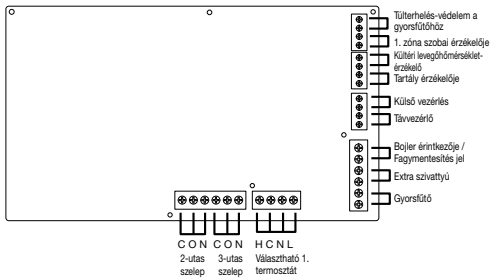 Túlterhelés-védelem a
gyorsfűtőhöz
1. zóna szobai érzékelője
Kültéri levegőhőmérséklet-
érzékelő
Tartály érzékelője
Külső vezérlés
Távvezérlő
Bojler érintkezője /
Fagymentesítés jel
Extra szivattyú
Gyorsfűtő
C O N C O N H C N L
2-utas 3-utas Választható 1.
szelep szelep termosztát